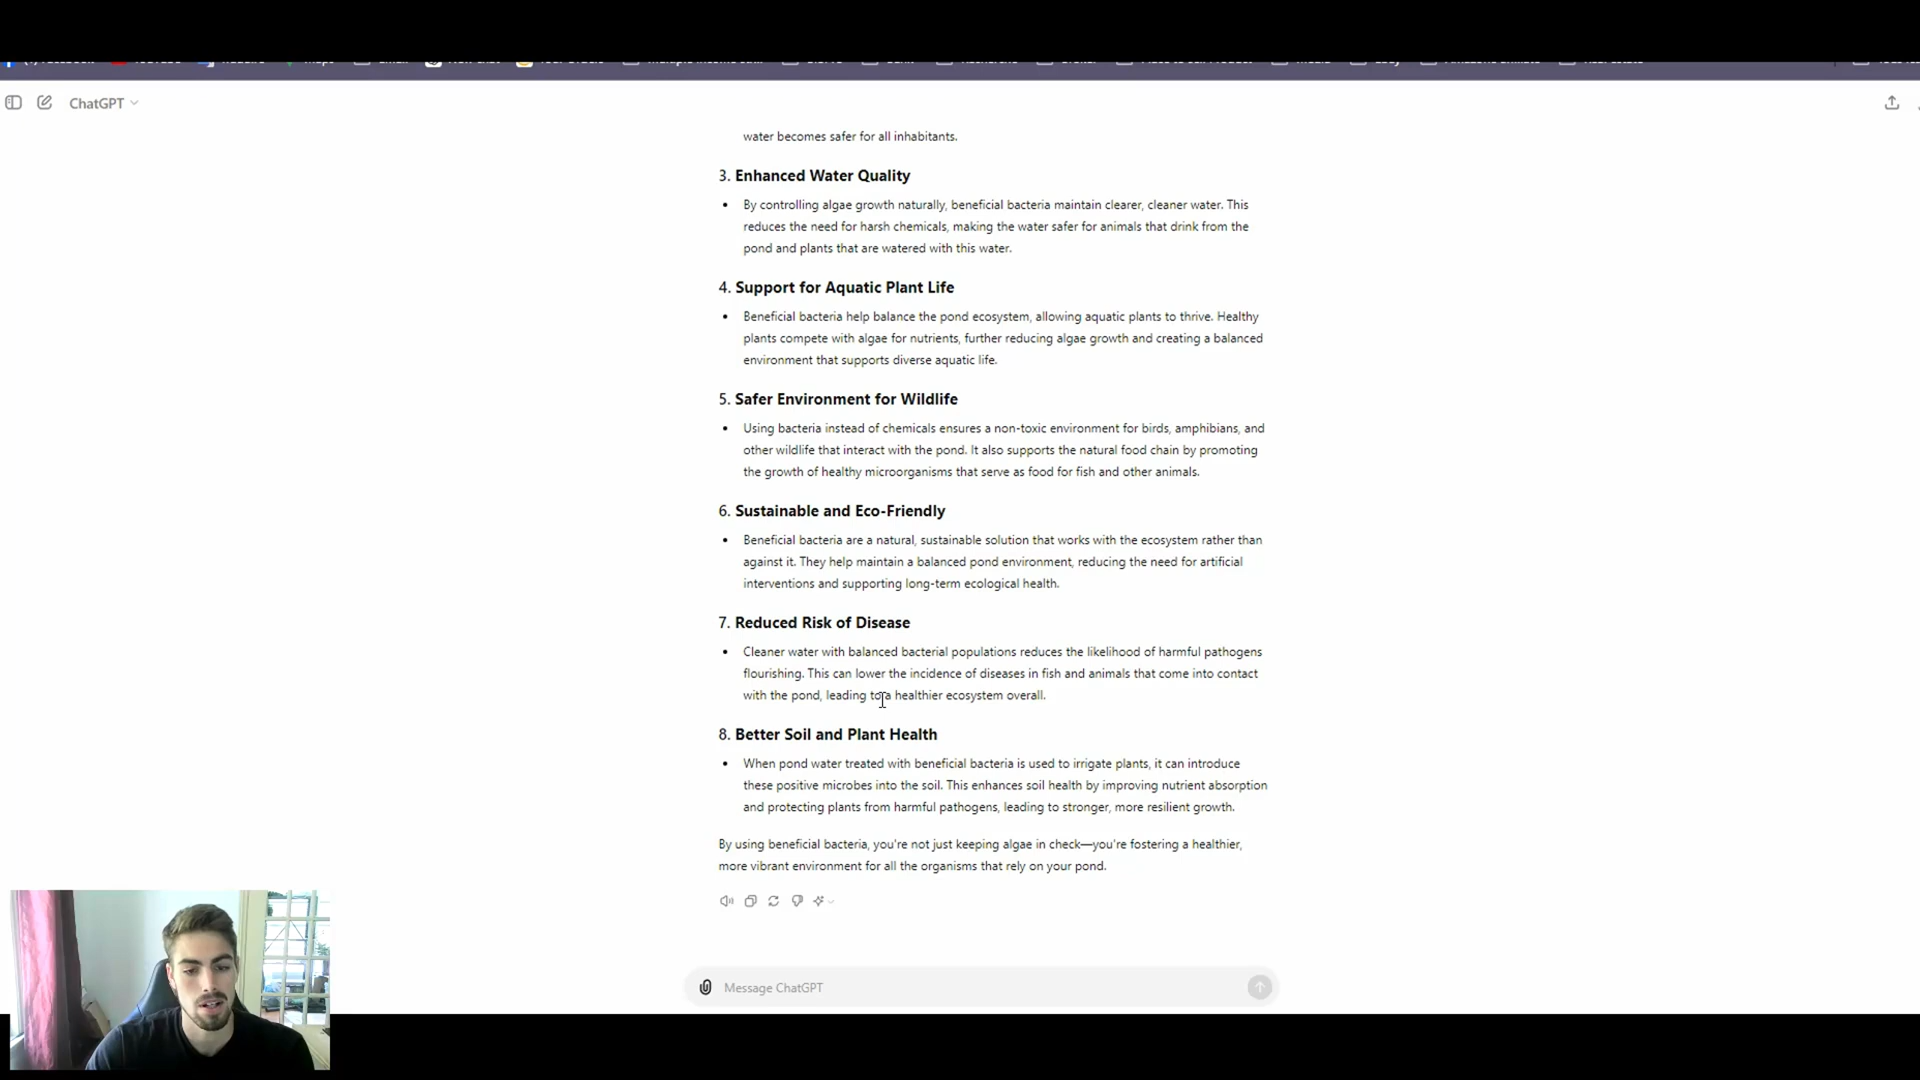 ChatGPT
water becomes safer for all inhabitants.
3. Enhanced Water Quality
• By controlling algae growth naturally, beneficial bacteria maintain clearer, cleaner water. This
reduces the need for harsh chemicals, making the water safer for animals that drink from the
pond and plants that are watered with this water.
4. Support for Aquatic Plant Life
• Beneficial bacteria help balance the pond ecosystem, allowing aquatic plants to thrive. Healthy
plants compete with algae for nutrients, further reducing algae growth and creating a balanced
environment that supports diverse aquatic life.
5. Safer Environment for Wildlife
• Using bacteria instead of chemicals ensures a non-toxic environment for birds, amphibians, and
other wildlife that interact with the pond. It also supports the natural food chain by promoting
the growth of healthy microorganisms that serve as food for fish and other animals.
6. Sustainable and Eco-Friendly
• Beneficial bacteria are a natural, sustainable solution that works with the ecosystem rather than
against it. They help maintain a balanced pond environment, reducing the need for artificial
interventions and supporting long-term ecological health.
7. Reduced Risk of Disease
• Cleaner water with balanced bacterial populations reduces the likelihood of harmful pathogens
flourishing. This can lower the incidence of diseases in fish and animals that come into contact
with the pond, leading to a healthier ecosystem overall.
8. Better Soil and Plant Health
• When pond water treated with beneficial bacteria is used to irrigate plants, it can introduce
these positive microbes into the soil. This enhances soil health by improving nutrient absorption
and protecting plants from harmful pathogens, leading to stronger, more resilient growth.
By using beneficial bacteria, you're not just keeping algae in check—you're fostering a healthier,
more vibrant environment for all the organisms that rely on your pond.
Message ChatGPT